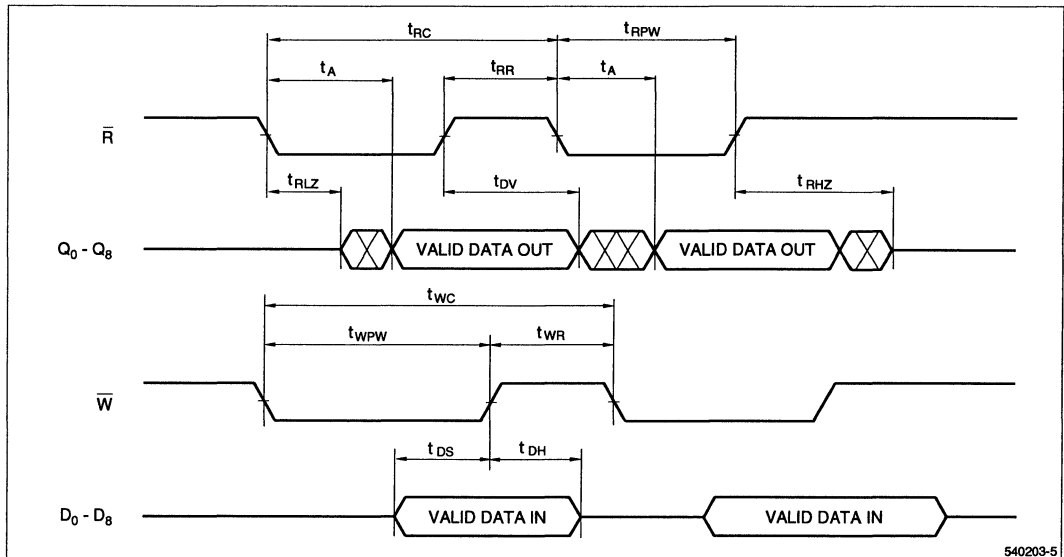 tRC
tRPW
tA
tRR
tA
R̅
tRLZ
tDV
tRHZ
Q0 - Q8
VALID DATA OUT
VALID DATA OUT
tWC
tWPW
tWR
W̅
tDS
tDH
D0 - D8
VALID DATA IN
VALID DATA IN
540203-5